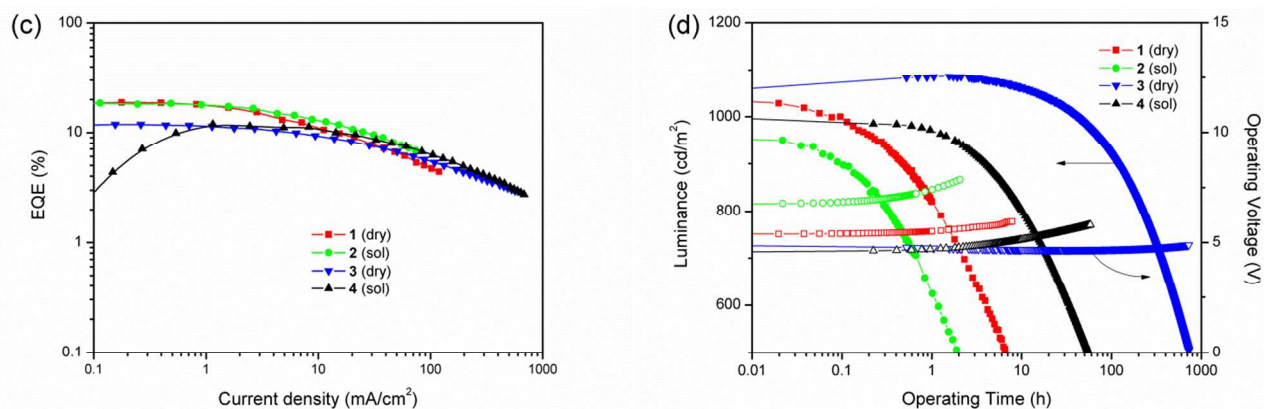 (c)
100
10
1
0.1
EQE (%)
1 (dry)
2 (sol)
3 (dry)
4 (sol)
0.1
1
10
100
1000
Current density (mA/cm²)
(d)
1200
1000
800
600
Luminance (cd/m²)
1 (dry)
2 (sol)
3 (dry)
4 (sol)
15
10
5
0
Operating Voltage (V)
0.01
0.1
1
10
100
1000
Operating Time (h)